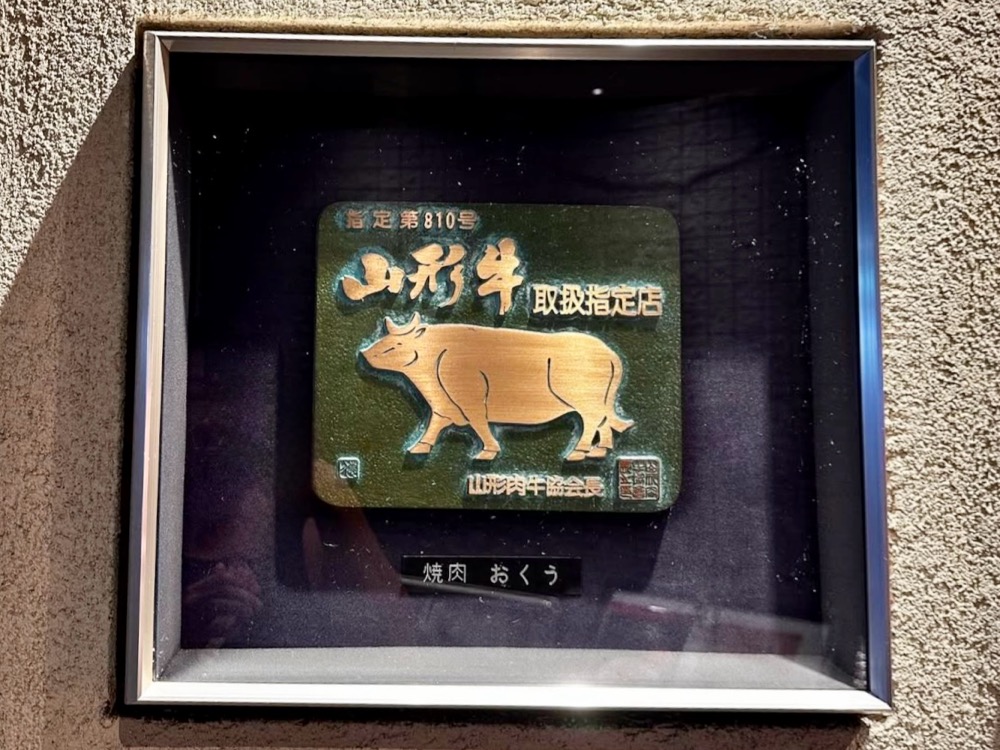 指定第810号
山形牛
取扱指定店
山形肉牛協会長
焼肉 おくう